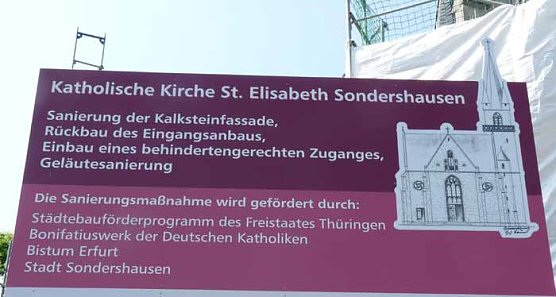 Katholische Kirche St. Elisabeth Sondershausen
Sanierung der Kalksteinfassade,
Rückbau des Eingangsanbaus,
Einbau eines behindertengerechten Zuganges,
Geläutesanierung
Die Sanierungsmaßnahme wird gefördert durch:
Städtebauförderprogramm des Freistaates Thüringen
Bonifatiuswerk der Deutschen Katholiken
Bistum Erfurt
Stadt Sondershausen